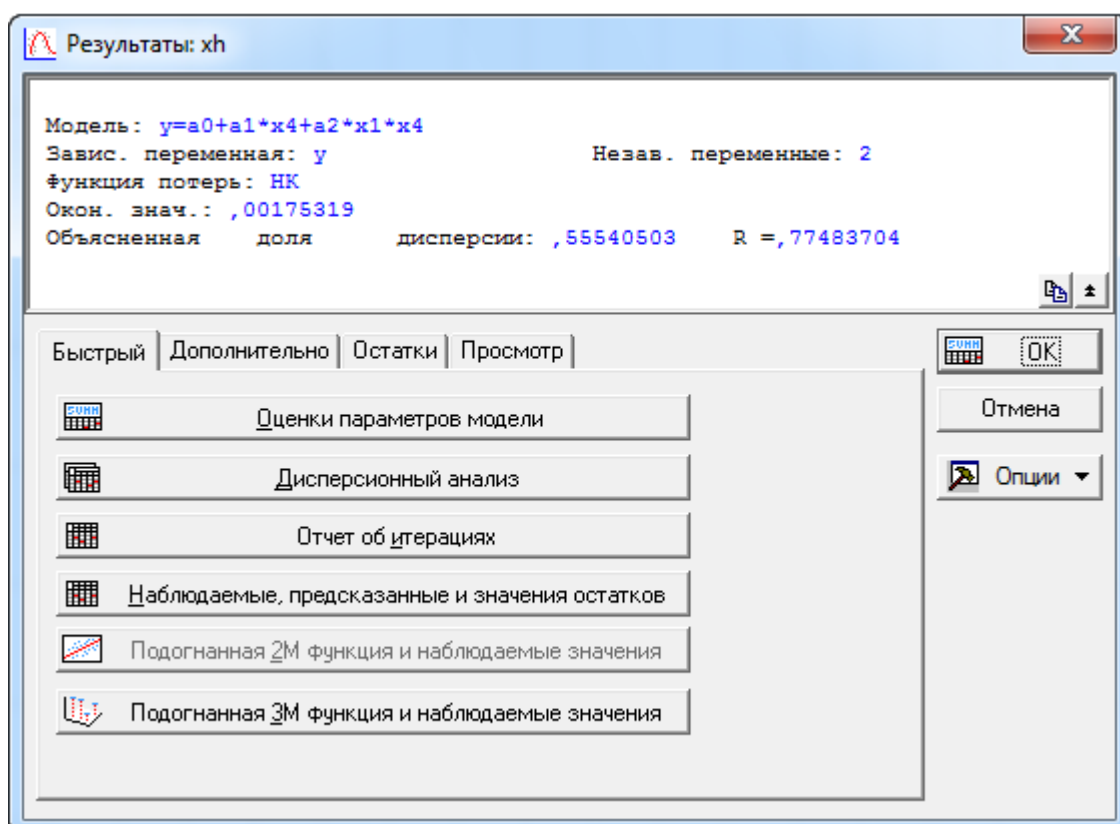 Результаты: xh
Модель: y=a0+a1*x4+a2*x1*x4
Завис. переменная: y Незав. переменные: 2
Функция потерь: НК
Окон. знач.: ,00175319
Объясненная доля дисперсии: ,55540503 R =,77483704
Быстрый Дополнительно Остатки Просмотр
SUMM OK
SUMM Оценки параметров модели
Отмена
Дисперсионный анализ
Опции
Отчет об итерациях
Наблюдаемые, предсказанные и значения остатков
Подогнанная 2М функция и наблюдаемые значения
Подогнанная 3М функция и наблюдаемые значения